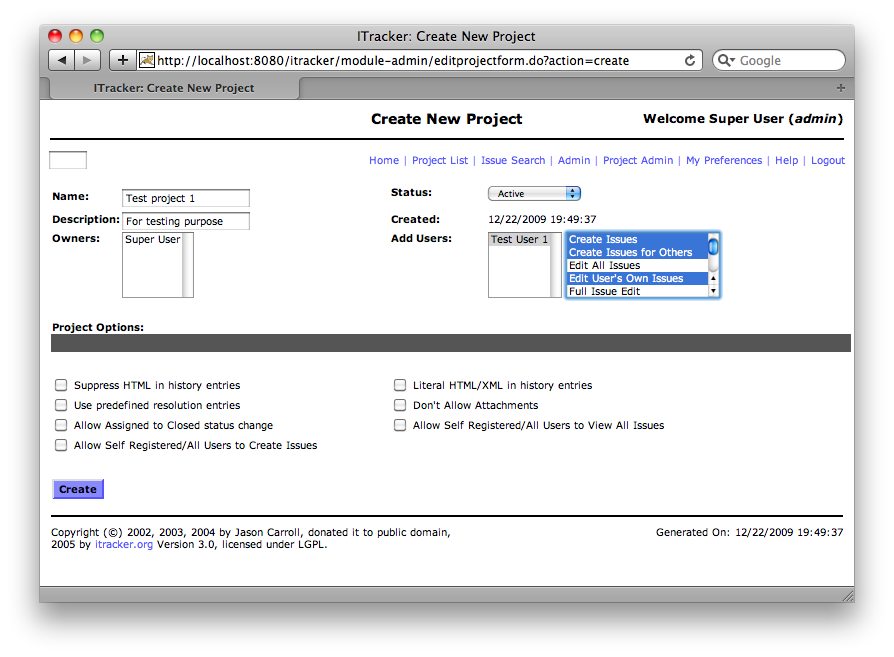 ITracker: Create New Project
http://localhost:8080/itracker/module-admin/editprojectform.do?action=create
Google
ITracker: Create New Project
Create New Project
Welcome Super User (admin)
Home | Project List | Issue Search | Admin | Project Admin | My Preferences | Help | Logout
Name: Test project 1 Status: Active
Description: For testing purpose Created: 12/22/2009 19:49:37
Owners: Super User Add Users: Test User 1 Create Issues
Create Issues for Others
Edit All Issues
Edit User's Own Issues
Full Issue Edit
Project Options:
Suppress HTML in history entries Literal HTML/XML in history entries
Use predefined resolution entries Don't Allow Attachments
Allow Assigned to Closed status change Allow Self Registered/All Users to View All Issues
Allow Self Registered/All Users to Create Issues
Create
Copyright (©) 2002, 2003, 2004 by Jason Carroll, donated it to public domain, Generated On: 12/22/2009 19:49:37
2005 by itracker.org Version 3.0, licensed under LGPL.